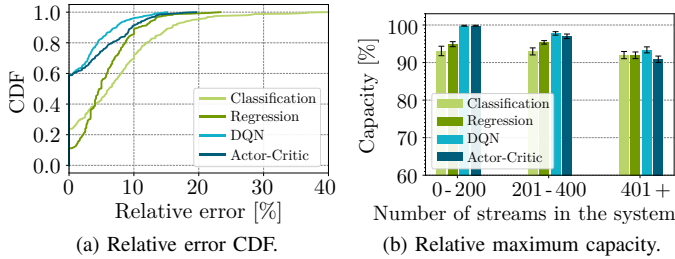 1.0
0.8
0.6
0.4
0.2
0.0
CDF
Classification
Regression
DQN
Actor-Critic
0
10
20
30
40
Relative error [%]
(a) Relative error CDF.
100
90
80
70
60
Capacity [%]
Classification
Regression
DQN
Actor-Critic
0-200
201-400
401+
Number of streams in the system
(b) Relative maximum capacity.